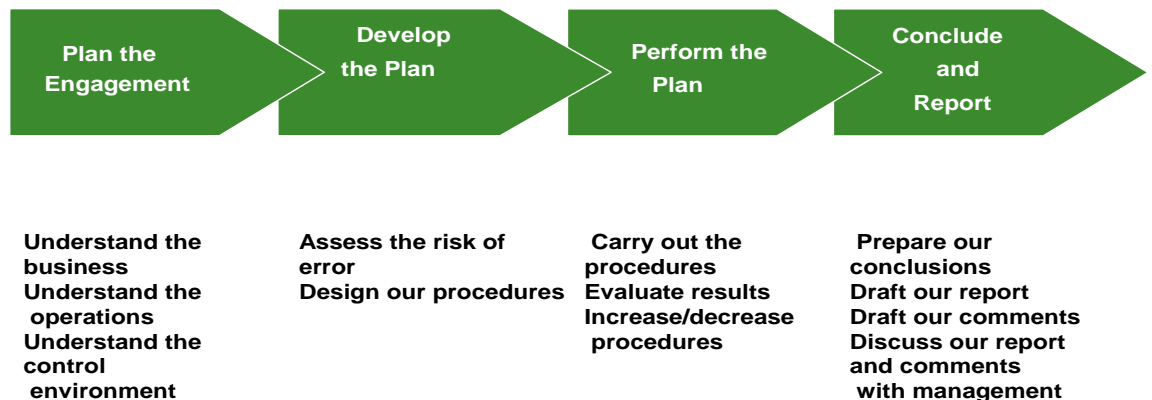 Plan the
Engagement
Develop
the Plan
Perform the
Plan
Conclude
and
Report
Understand the
business
Understand the
operations
Understand the
control
environment
Assess the risk of
error
Design our procedures
Carry out the
procedures
Evaluate results
Increase/decrease
procedures
Prepare our
conclusions
Draft our report
Draft our comments
Discuss our report
and comments
with management